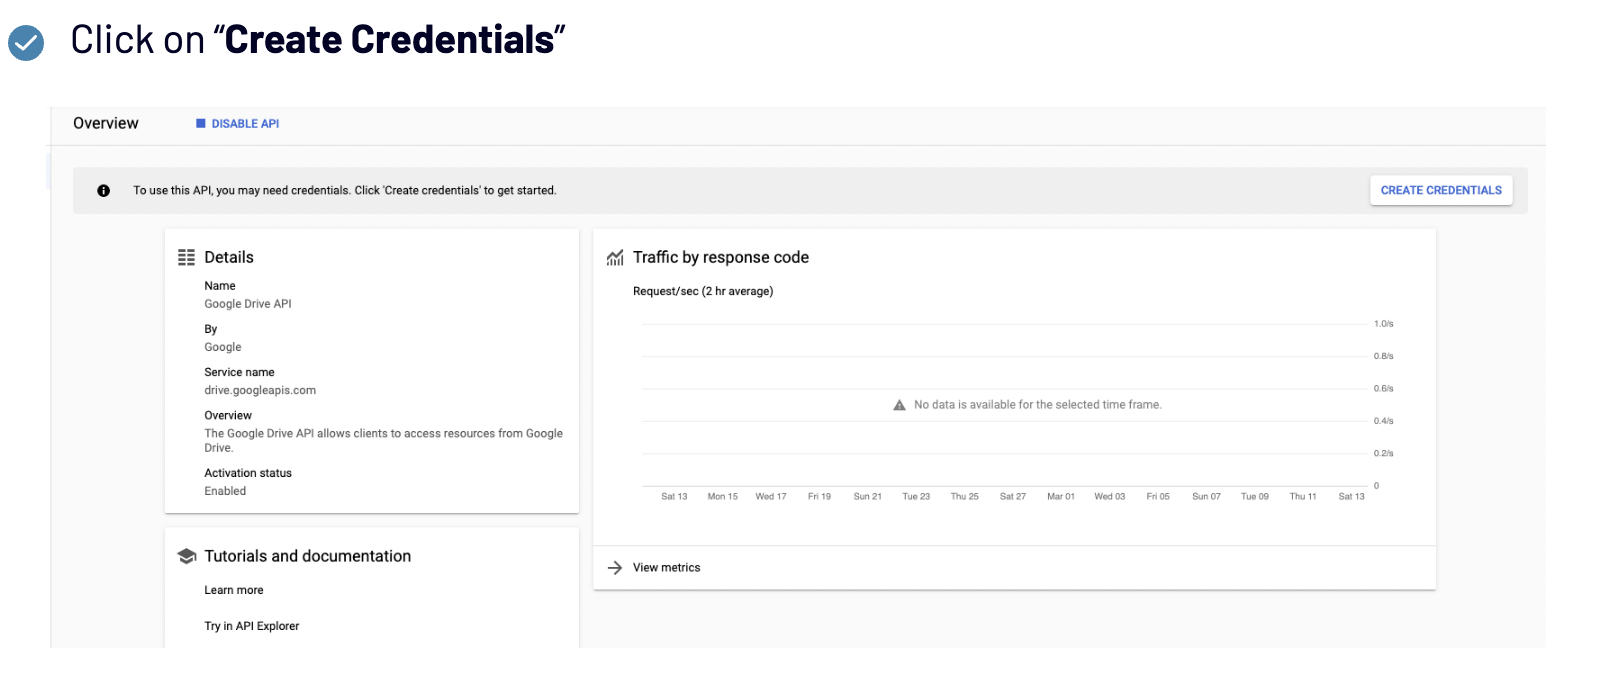 Click on “Create Credentials”
Overview
DISABLE API
To use this API, you may need credentials. Click 'Create credentials' to get started.
CREATE CREDENTIALS
Details
Name
Google Drive API
By
Google
Service name
drive.googleapis.com
Overview
The Google Drive API allows clients to access resources from Google
Drive.
Activation status
Enabled
Tutorials and documentation
Learn more
Try in API Explorer
Traffic by response code
Request/sec (2 hr average)
1.0/s
0.8/s
0.6/s
No data is available for the selected time frame.
0.4/s
0.2/s
0
Sat 13 Mon 15 Wed 17 Fri 19 Sun 21 Tue 23 Thu 25 Sat 27 Mar 01 Wed 03 Fri 05 Sun 07 Tue 09 Thu 11 Sat 13
View metrics